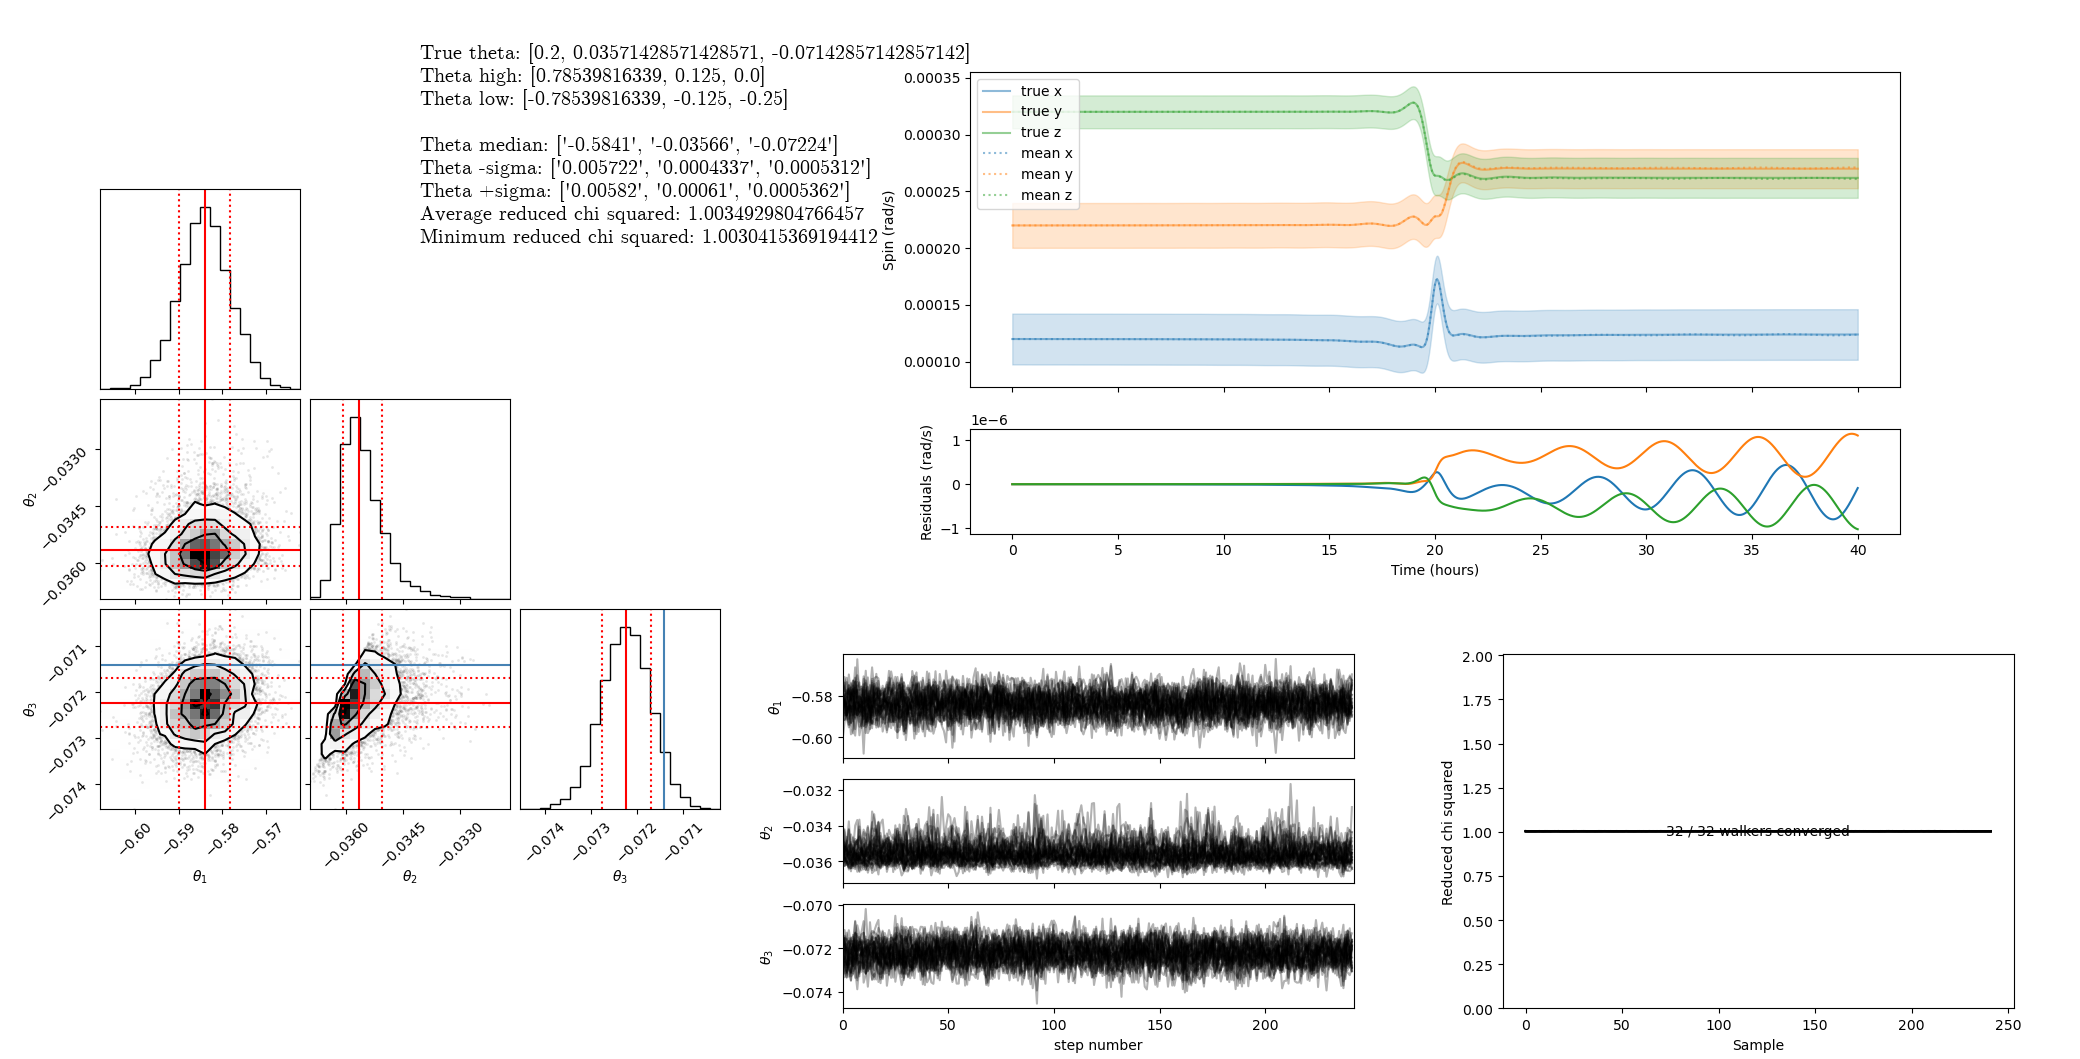 True theta: [0.2, 0.03571428571428571, -0.07142857142857142]
Theta high: [0.78539816339, 0.125, 0.0]
Theta low: [-0.78539816339, -0.125, -0.25]
Theta median: ['-0.5841', '-0.03566', '-0.07224']
Theta -sigma: ['0.005722', '0.0004337', '0.0005312']
Theta +sigma: ['0.00582', '0.00061', '0.0005362']
Average reduced chi squared: 1.0034929804766457
Minimum reduced chi squared: 1.0030415369194412
θ2
−0.0330
−0.0345
−0.0360
θ3
−0.071
−0.072
−0.073
−0.074
−0.60
−0.59
−0.58
−0.57
θ1
−0.0360
−0.0345
−0.0330
θ2
−0.074
−0.073
−0.072
−0.071
θ3
Spin (rad/s)
0.00035
0.00030
0.00025
0.00020
0.00015
0.00010
true x
true y
true z
mean x
mean y
mean z
Residuals (rad/s)
1e−6
1
0
−1
0
5
10
15
20
25
30
35
40
Time (hours)
θ1
−0.58
−0.60
θ2
−0.032
−0.034
−0.036
θ3
−0.070
−0.072
−0.074
0
50
100
150
200
step number
Reduced chi squared
2.00
1.75
1.50
1.25
1.00
0.75
0.50
0.25
0.00
32 / 32 walkers converged
0
50
100
150
200
250
Sample